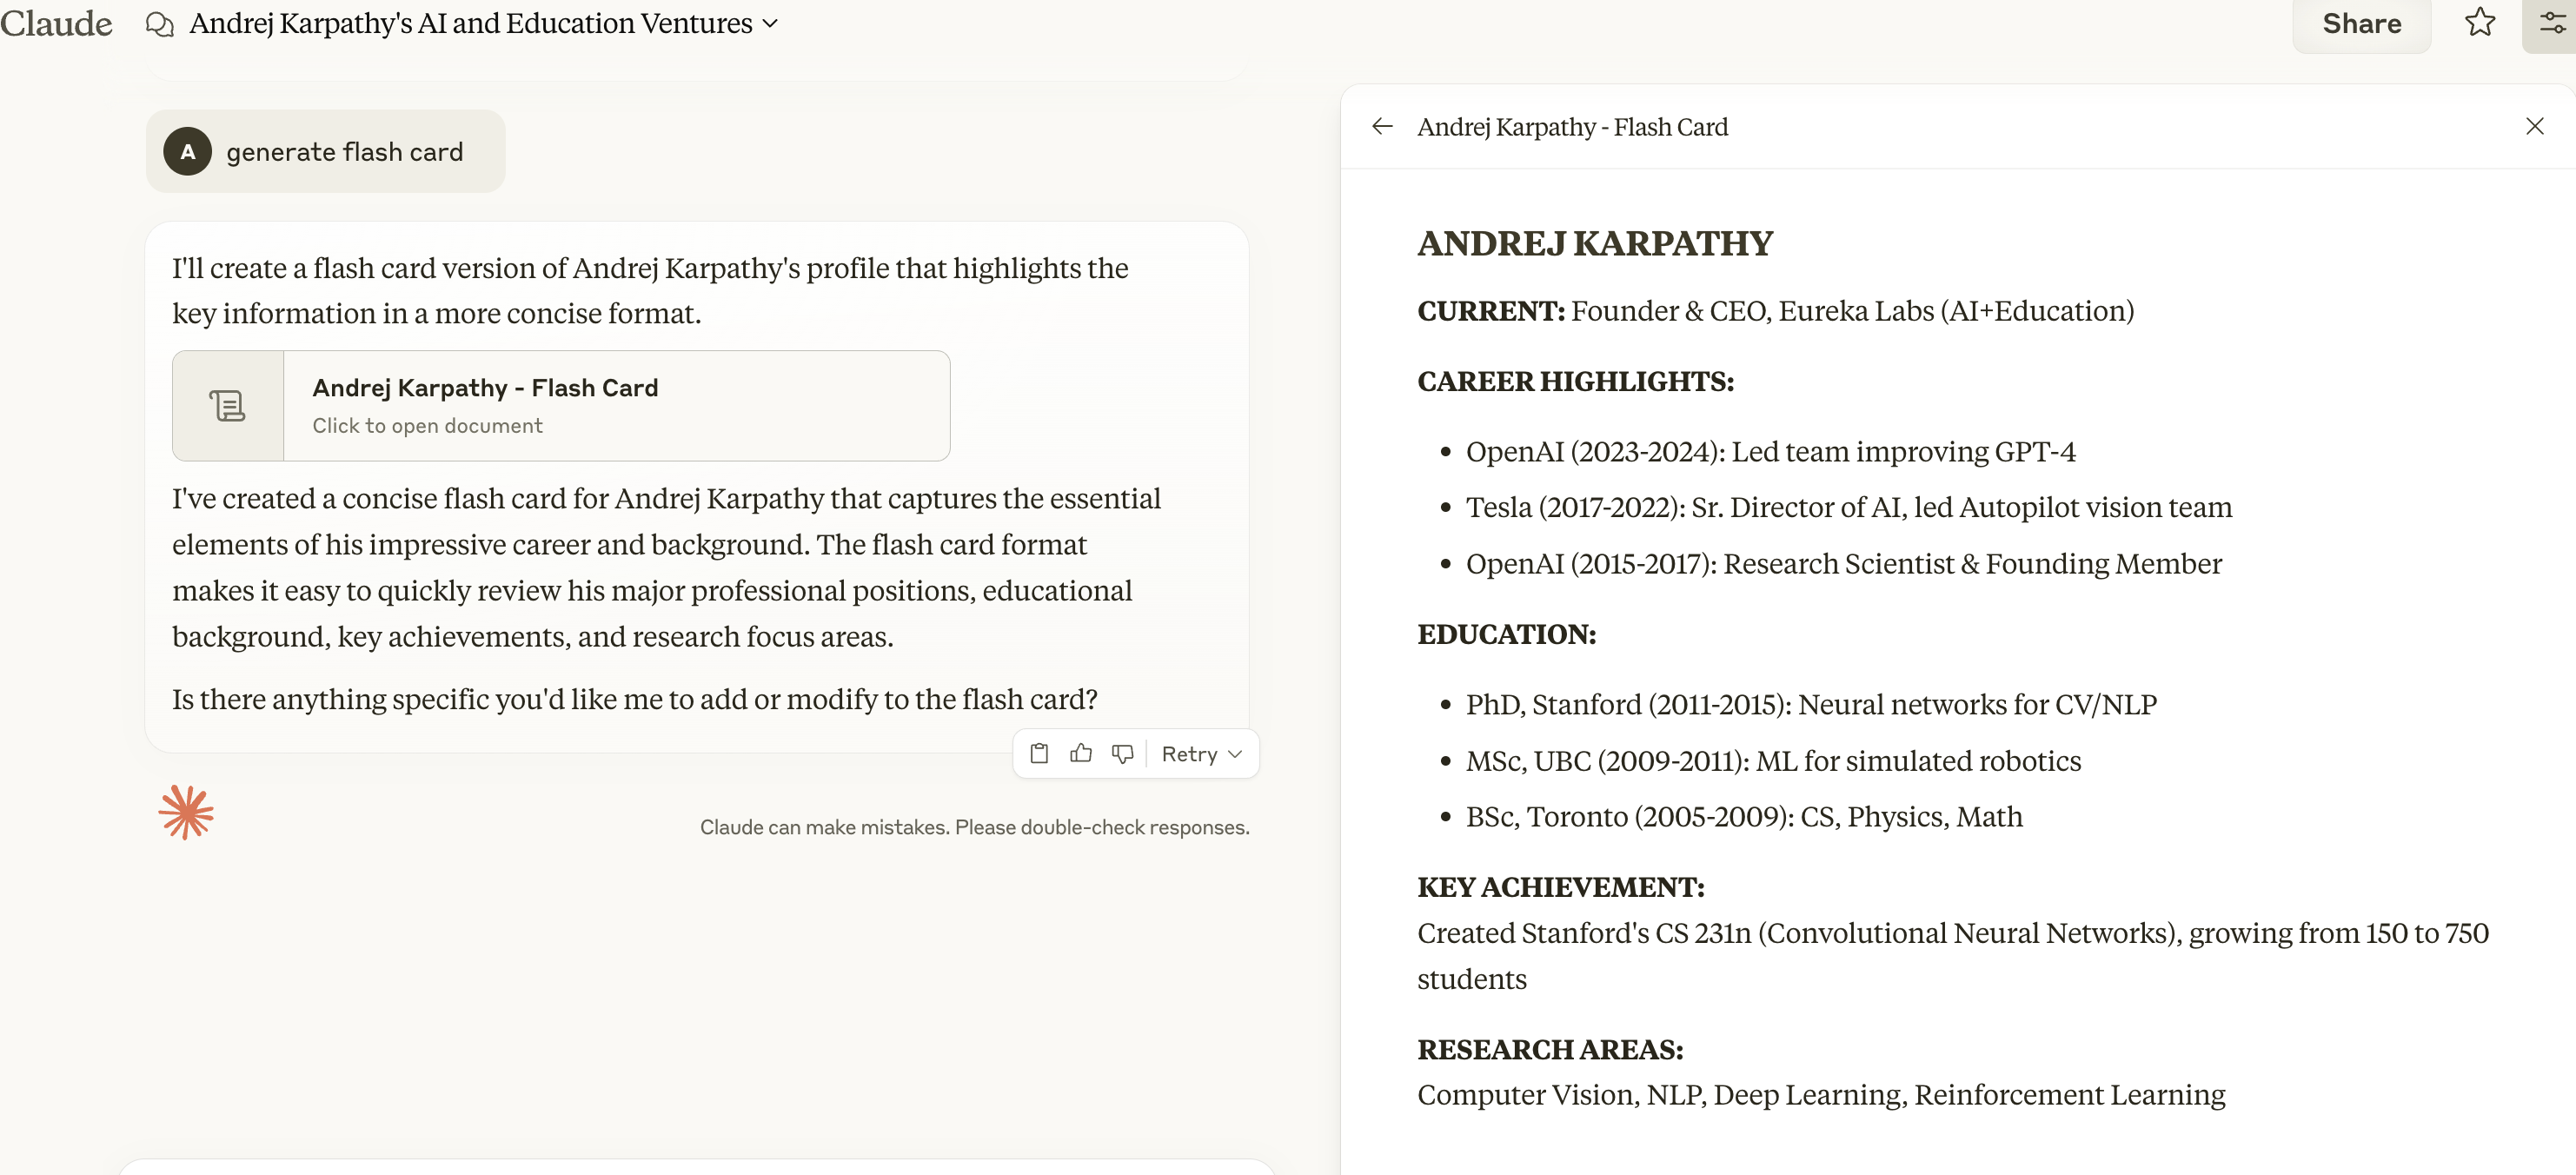 Claude
Andrej Karpathy's AI and Education Ventures
Share
A
generate flash card
I'll create a flash card version of Andrej Karpathy's profile that highlights the
key information in a more concise format.
Andrej Karpathy - Flash Card
Click to open document
I've created a concise flash card for Andrej Karpathy that captures the essential
elements of his impressive career and background. The flash card format
makes it easy to quickly review his major professional positions, educational
background, key achievements, and research focus areas.
Is there anything specific you'd like me to add or modify to the flash card?
Retry
Claude can make mistakes. Please double-check responses.
Andrej Karpathy - Flash Card
ANDREJ KARPATHY
CURRENT: Founder & CEO, Eureka Labs (AI+Education)
CAREER HIGHLIGHTS:
• OpenAI (2023-2024): Led team improving GPT-4
• Tesla (2017-2022): Sr. Director of AI, led Autopilot vision team
• OpenAI (2015-2017): Research Scientist & Founding Member
EDUCATION:
• PhD, Stanford (2011-2015): Neural networks for CV/NLP
• MSc, UBC (2009-2011): ML for simulated robotics
• BSc, Toronto (2005-2009): CS, Physics, Math
KEY ACHIEVEMENT:
Created Stanford's CS 231n (Convolutional Neural Networks), growing from 150 to 750
students
RESEARCH AREAS:
Computer Vision, NLP, Deep Learning, Reinforcement Learning